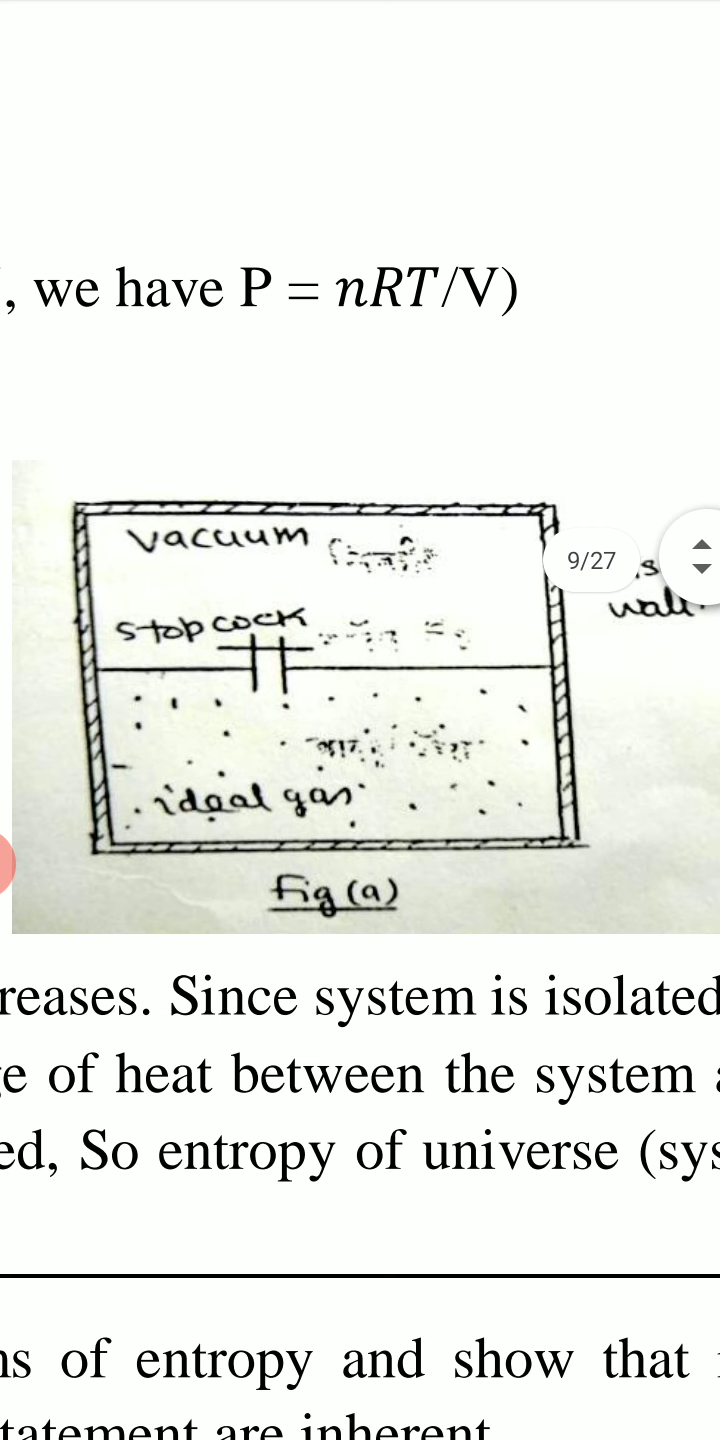 , we have P = nRT/V)
vacuum
9/27
stop cock
wall
ideal gas
Fig (a)
reases. Since system is isolated
ge of heat between the system
ed, So entropy of universe (sys
ns of entropy and show that
tatement are inherent